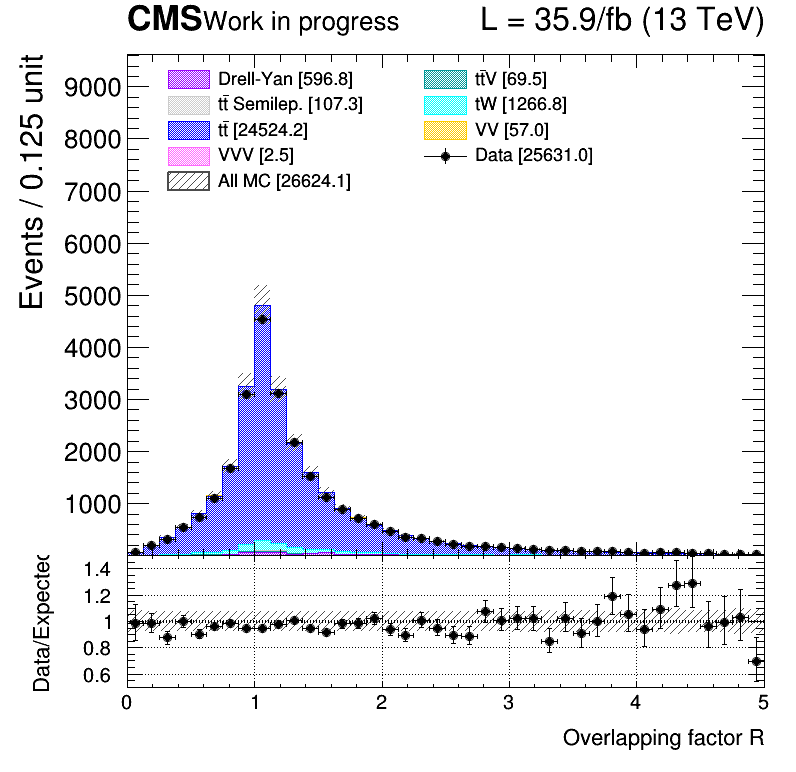 CMS Work in progress L = 35.9/fb (13 TeV)
Events / 0.125 unit
9000
8000
7000
6000
5000
4000
3000
2000
1000
Drell-Yan [596.8]
tt̄ Semilep. [107.3]
tt̄ [24524.2]
VVV [2.5]
All MC [26624.1]
tt̄V [69.5]
tW [1266.8]
VV [57.0]
Data [25631.0]
Data/Expected
1.4
1.2
1
0.8
0.6
0 1 2 3 4 5
Overlapping factor R